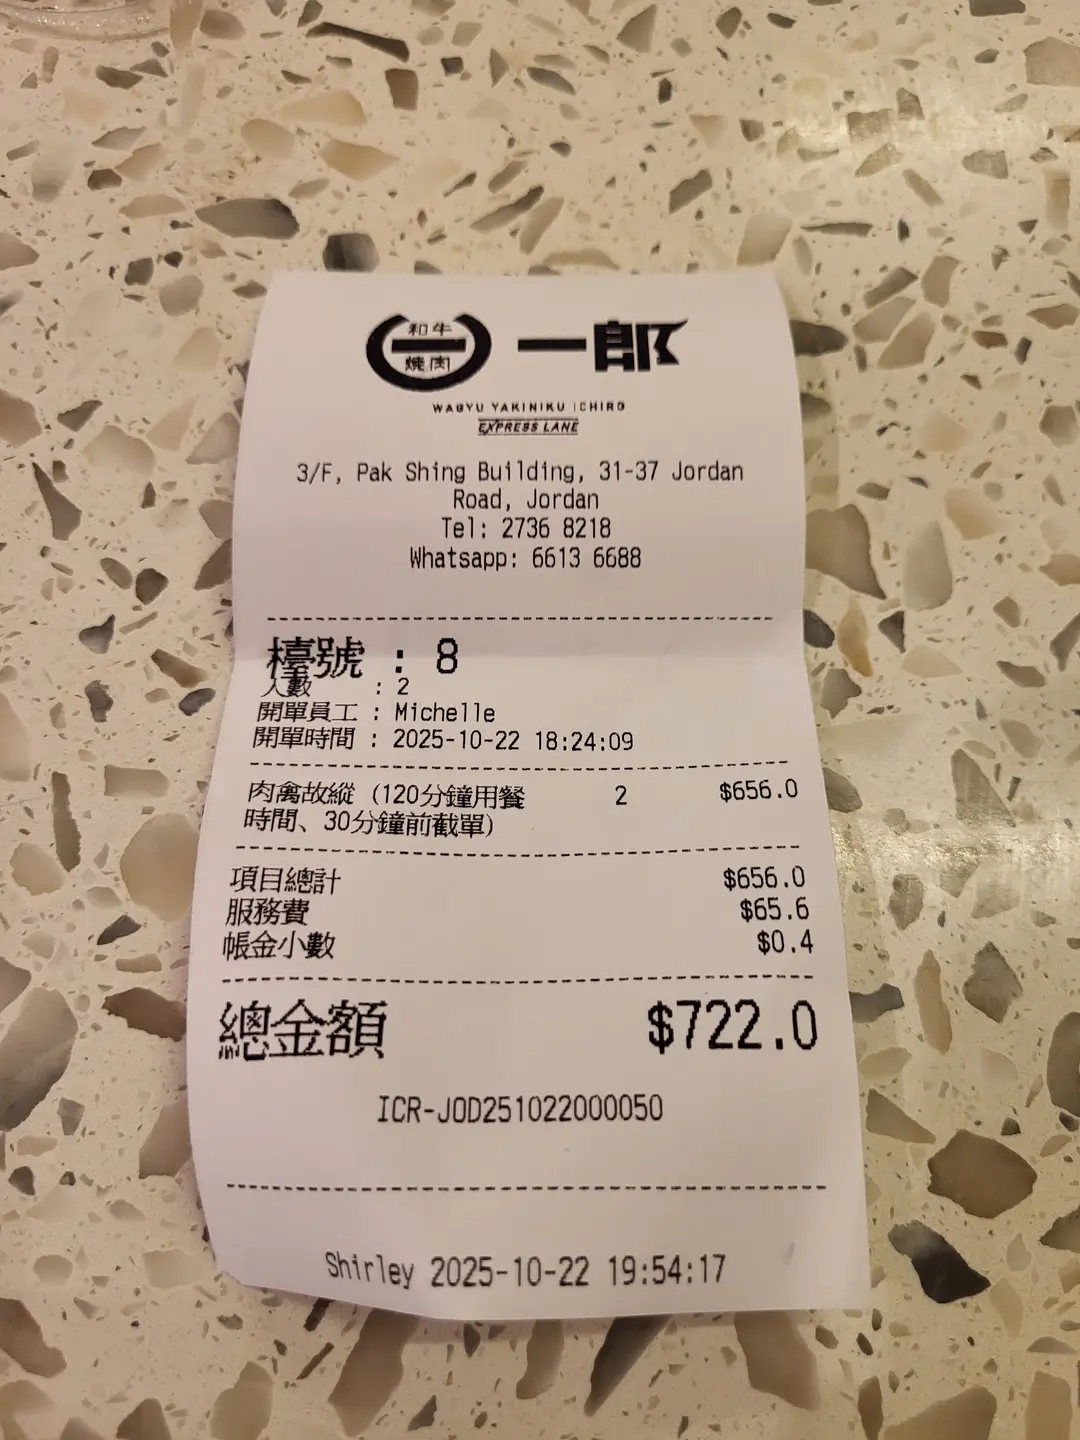 和牛
燒肉
一郎
WAGYU YAKINIKU ICHIRO
EXPRESS LANE
3/F, Pak Shing Building, 31-37 Jordan
Road, Jordan
Tel: 2736 8218
Whatsapp: 6613 6688
檯號 : 8
人數 : 2
開單員工 : Michelle
開單時間 : 2025-10-22 18:24:09
肉禽故縱 (120分鐘用餐 2 $656.0
時間、30分鐘前截單)
項目總計 $656.0
服務費 $65.6
帳金小數 $0.4
總金額 $722.0
ICR-JOD251022000050
Shirley 2025-10-22 19:54:17